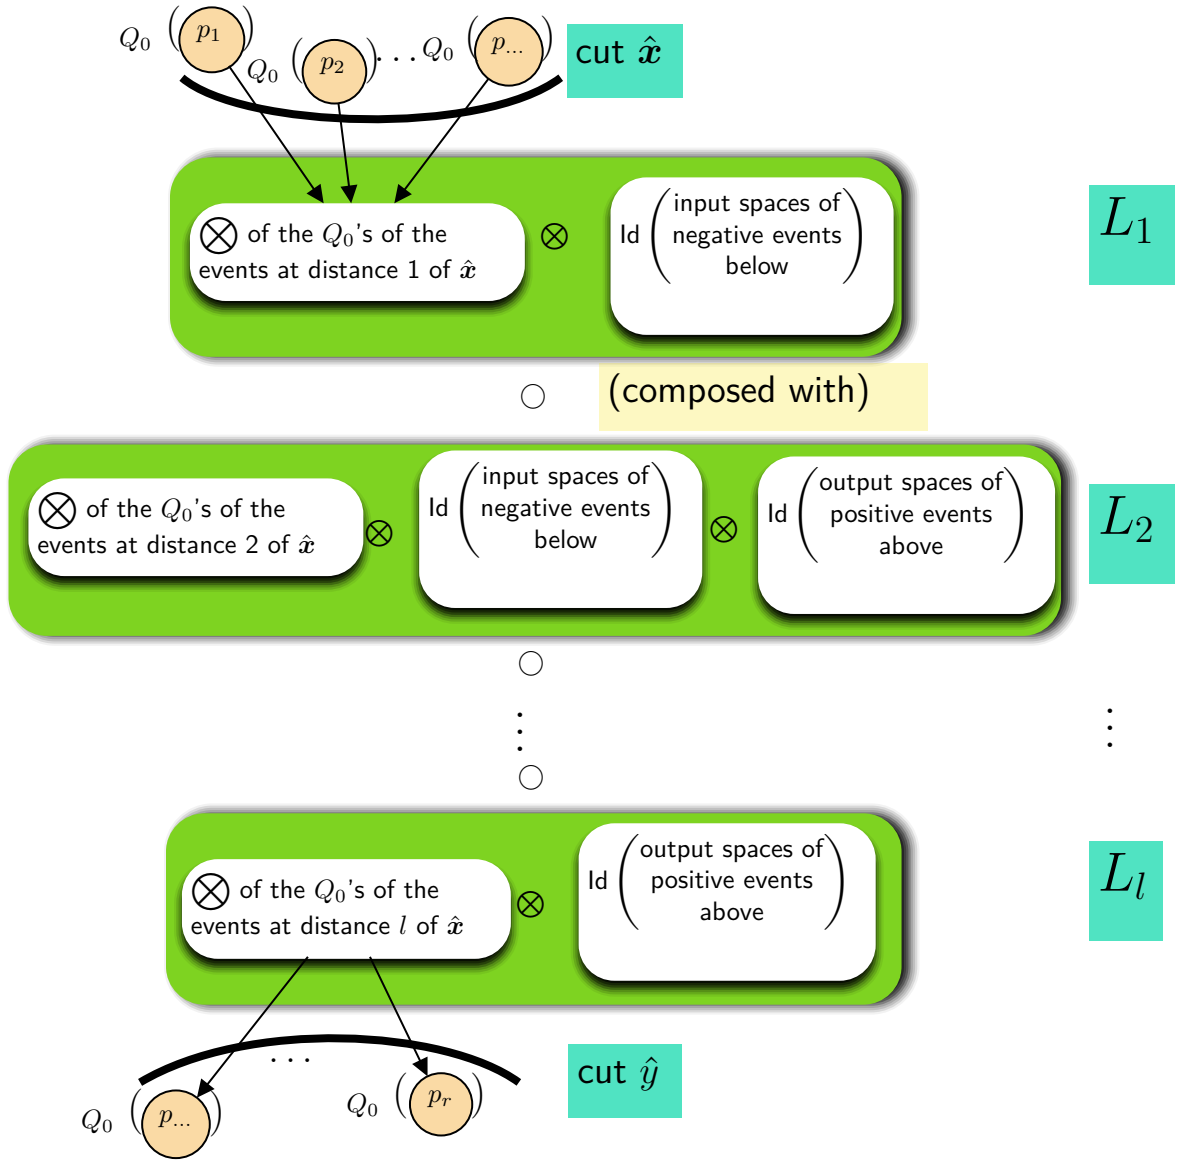 Q₀ (p₁) Q₀ (p₂) ... Q₀ (p...)
cut x̂
⊗ of the Q₀'s of the
events at distance 1 of x̂
⊗
Id (input spaces of
negative events
below)
L₁
○ (composed with)
⊗ of the Q₀'s of the
events at distance 2 of x̂
⊗
Id (input spaces of
negative events
below)
⊗
Id (output spaces of
positive events
above)
L₂
○
⋮ ⋮
○
⊗ of the Q₀'s of the
events at distance l of x̂
⊗
Id (output spaces of
positive events
above)
Lₗ
...
cut ŷ
Q₀ (p...) Q₀ (pᵣ)